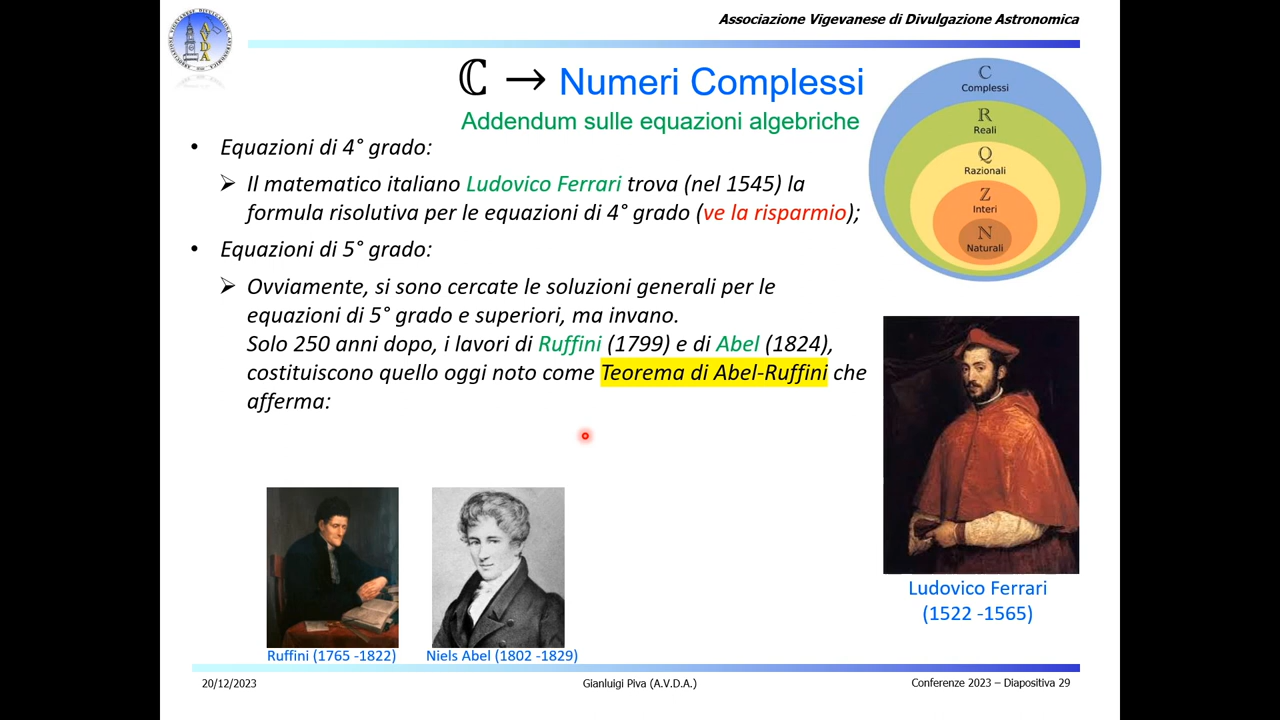 Associazione Vigevanese di Divulgazione Astronomica
AVDA
ℂ → Numeri Complessi
Addendum sulle equazioni algebriche
• Equazioni di 4° grado:
➢ Il matematico italiano Ludovico Ferrari trova (nel 1545) la
formula risolutiva per le equazioni di 4° grado (ve la risparmio);
• Equazioni di 5° grado:
➢ Ovviamente, si sono cercate le soluzioni generali per le
equazioni di 5° grado e superiori, ma invano.
Solo 250 anni dopo, i lavori di Ruffini (1799) e di Abel (1824),
costituiscono quello oggi noto come Teorema di Abel-Ruffini che
afferma:
ℂ
Complessi
ℝ
Reali
ℚ
Razionali
ℤ
Interi
ℕ
Naturali
Ludovico Ferrari
(1522 -1565)
Ruffini (1765 -1822)
Niels Abel (1802 -1829)
20/12/2023
Gianluigi Piva (A.V.D.A.)
Conferenze 2023 – Diapositiva 29